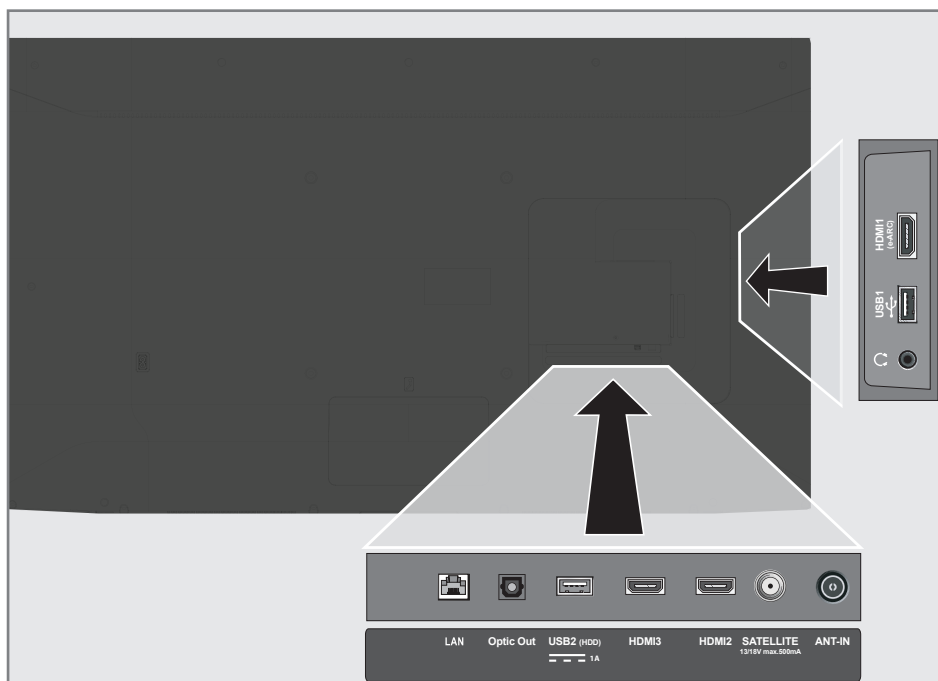 HDMI1
(e-ARC)
USB1
LAN
Optic Out
USB2 (HDD)
1A
HDMI3
HDMI2
SATELLITE
13/18V max.500mA
ANT-IN